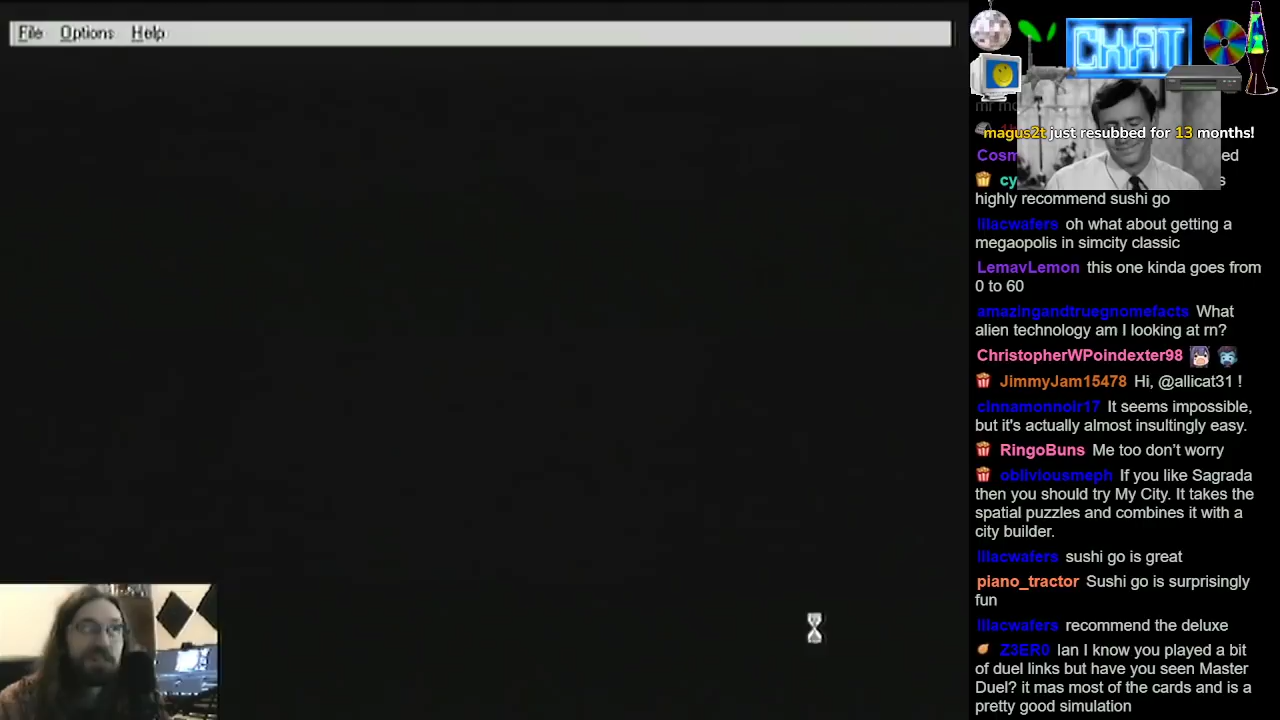 File Options Help
CHAT
mr mo
magus2t just resubbed for 13 months!
Cosm ed
cy s
highly recommend sushi go
lilacwafers oh what about getting a
megaopolis in simcity classic
LemavLemon this one kinda goes from
0 to 60
amazingandtruegnomefacts What
alien technology am I looking at rn?
ChristopherWPoindexter98
JimmyJam15478 Hi, @allicat31 !
cinnamonnoir17 It seems impossible,
but it's actually almost insultingly easy.
RingoBuns Me too don’t worry
obliviousmeph If you like Sagrada
then you should try My City. It takes the
spatial puzzles and combines it with a
city builder.
lilacwafers sushi go is great
piano_tractor Sushi go is surprisingly
fun
lilacwafers recommend the deluxe
Z3ER0 Ian I know you played a bit
of duel links but have you seen Master
Duel? it mas most of the cards and is a
pretty good simulation